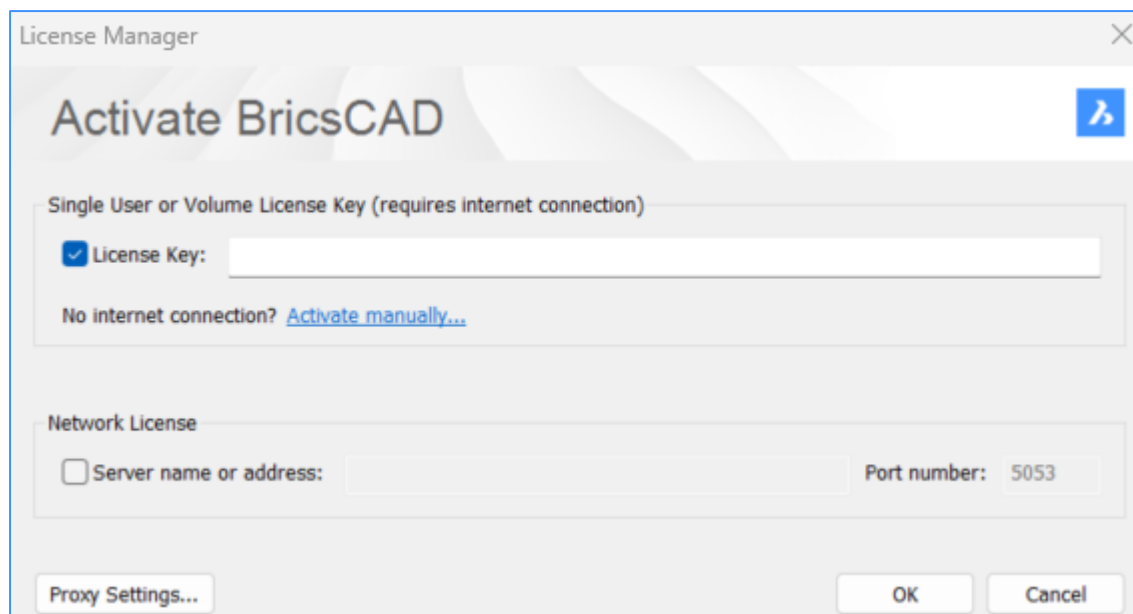 License Manager
Activate BricsCAD
Single User or Volume License Key (requires internet connection)
License Key:
No internet connection? Activate manually...
Network License
Server name or address: Port number: 5053
Proxy Settings... OK Cancel